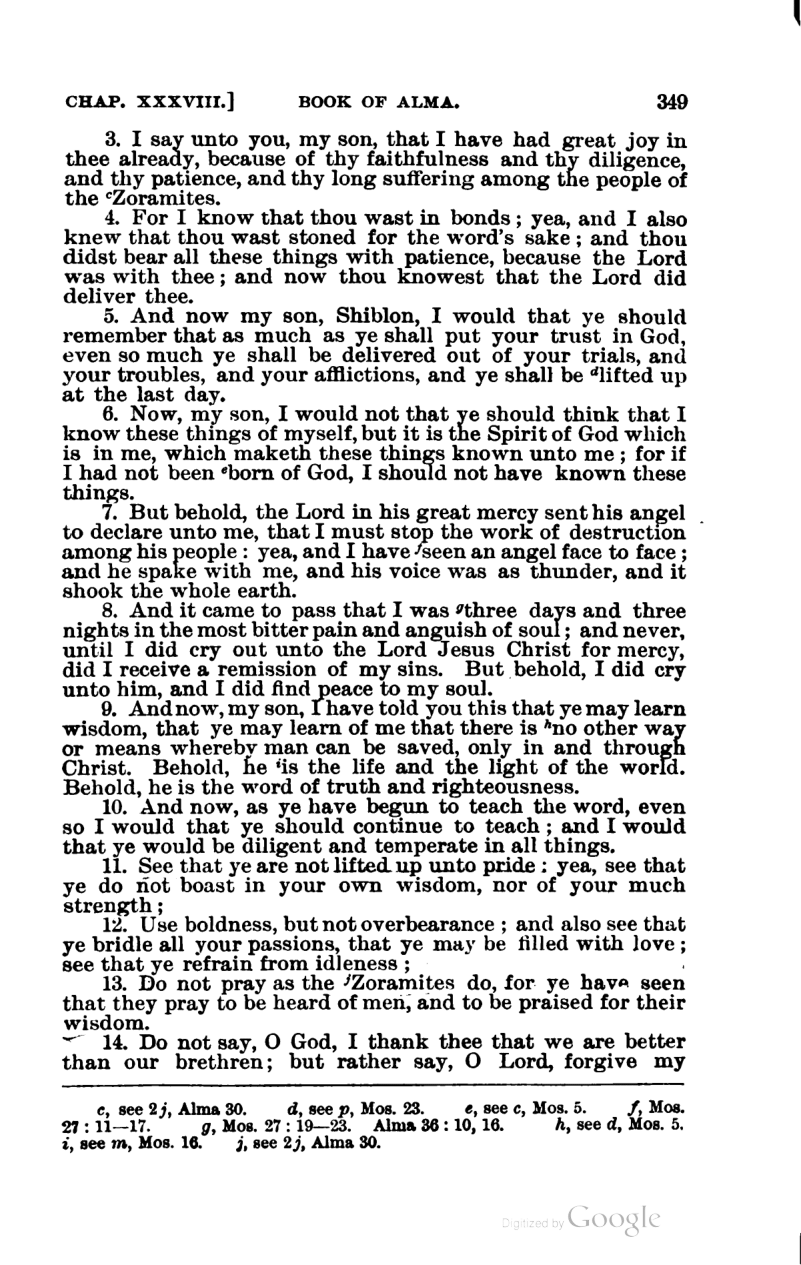 CHAP. XXXVIII.] BOOK OF ALMA. 349
3. I say unto you, my son, that I have had great joy in
thee already, because of thy faithfulness and thy diligence,
and thy patience, and thy long suffering among the people of
the cZoramites.
4. For I know that thou wast in bonds; yea, and I also
knew that thou wast stoned for the word's sake; and thou
didst bear all these things with patience, because the Lord
was with thee; and now thou knowest that the Lord did
deliver thee.
5. And now my son, Shiblon, I would that ye should
remember that as much as ye shall put your trust in God,
even so much ye shall be delivered out of your trials, and
your troubles, and your afflictions, and ye shall be dlifted up
at the last day.
6. Now, my son, I would not that ye should think that I
know these things of myself, but it is the Spirit of God which
is in me, which maketh these things known unto me; for if
I had not been eborn of God, I should not have known these
things.
7. But behold, the Lord in his great mercy sent his angel
to declare unto me, that I must stop the work of destruction
among his people: yea, and I have fseen an angel face to face;
and he spake with me, and his voice was as thunder, and it
shook the whole earth.
8. And it came to pass that I was gthree days and three
nights in the most bitter pain and anguish of soul; and never,
until I did cry out unto the Lord Jesus Christ for mercy,
did I receive a remission of my sins. But behold, I did cry
unto him, and I did find peace to my soul.
9. And now, my son, I have told you this that ye may learn
wisdom, that ye may learn of me that there is hno other way
or means whereby man can be saved, only in and through
Christ. Behold, he iis the life and the light of the world.
Behold, he is the word of truth and righteousness.
10. And now, as ye have begun to teach the word, even
so I would that ye should continue to teach; and I would
that ye would be diligent and temperate in all things.
11. See that ye are not lifted up unto pride: yea, see that
ye do not boast in your own wisdom, nor of your much
strength;
12. Use boldness, but not overbearance; and also see that
ye bridle all your passions, that ye may be filled with love;
see that ye refrain from idleness;
13. Do not pray as the jZoramites do, for ye have seen
that they pray to be heard of men, and to be praised for their
wisdom.
14. Do not say, O God, I thank thee that we are better
than our brethren; but rather say, O Lord, forgive my
c, see 2j, Alma 30. d, see p, Mos. 23. e, see c, Mos. 5. f, Mos.
27:11—17. g, Mos. 27:19—23. Alma 36:10, 16. h, see d, Mos. 5.
i, see m, Mos. 16. j, see 2j, Alma 30.
Digitized by Google